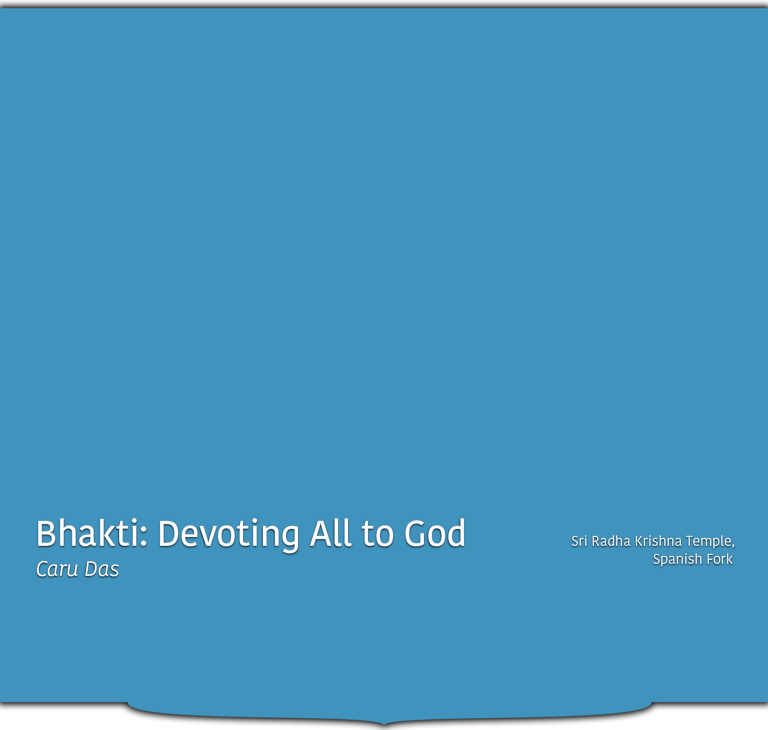 Bhakti: Devoting All to God
Caru Das
Sri Radha Krishna Temple,
Spanish Fork